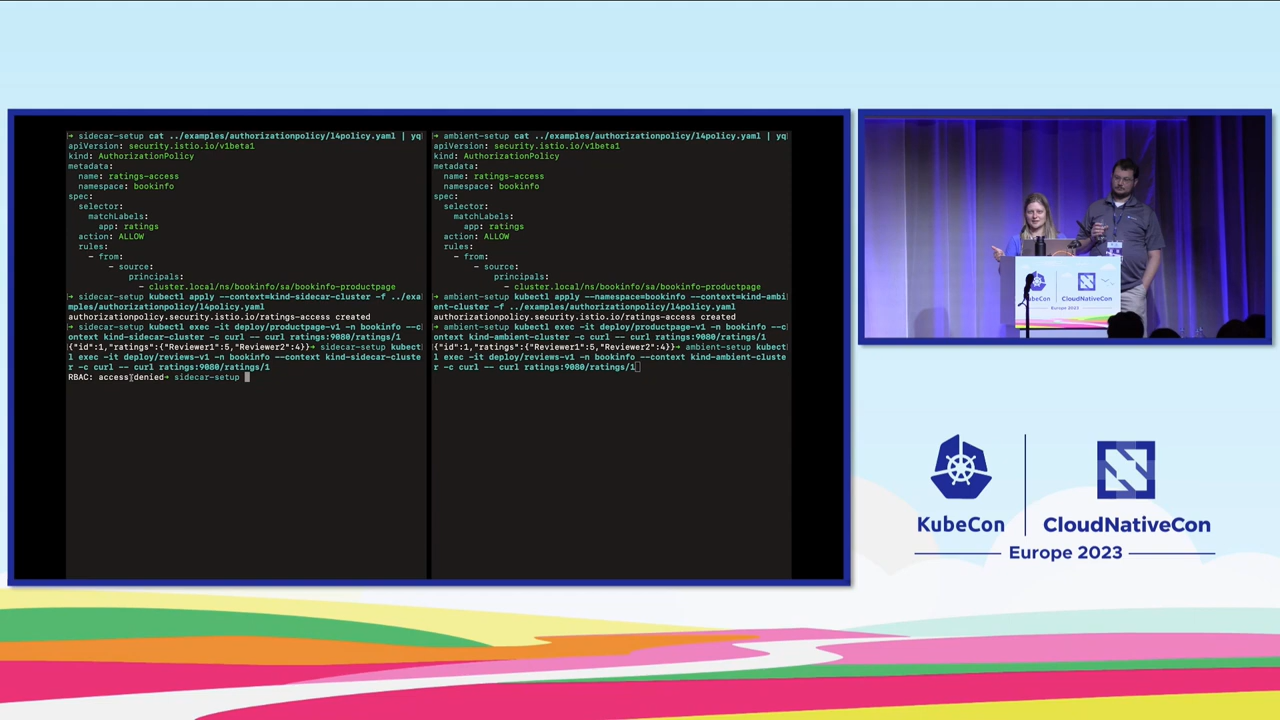 ➜ sidecar-setup cat ../examples/authorizationpolicy/l4policy.yaml | yq
apiVersion: security.istio.io/v1beta1
kind: AuthorizationPolicy
metadata:
name: ratings-access
namespace: bookinfo
spec:
selector:
matchLabels:
app: ratings
action: ALLOW
rules:
- from:
- source:
principals:
- cluster.local/ns/bookinfo/sa/bookinfo-productpage
➜ sidecar-setup kubectl apply --context=kind-sidecar-cluster -f ../exa
mples/authorizationpolicy/l4policy.yaml
authorizationpolicy.security.istio.io/ratings-access created
➜ sidecar-setup kubectl exec -it deploy/productpage-v1 -n bookinfo --c
ontext kind-sidecar-cluster -c curl -- curl ratings:9080/ratings/1
{"id":1,"ratings":{"Reviewer1":5,"Reviewer2":4}}➜ sidecar-setup kubect
l exec -it deploy/reviews-v1 -n bookinfo --context kind-sidecar-cluste
r -c curl -- curl ratings:9080/ratings/1
RBAC: access denied➜ sidecar-setup
➜ ambient-setup cat ../examples/authorizationpolicy/l4policy.yaml | yq
apiVersion: security.istio.io/v1beta1
kind: AuthorizationPolicy
metadata:
name: ratings-access
namespace: bookinfo
spec:
selector:
matchLabels:
app: ratings
action: ALLOW
rules:
- from:
- source:
principals:
- cluster.local/ns/bookinfo/sa/bookinfo-productpage
➜ ambient-setup kubectl apply --namespace=bookinfo --context=kind-ambi
ent-cluster -f ../examples/authorizationpolicy/l4policy.yaml
authorizationpolicy.security.istio.io/ratings-access created
➜ ambient-setup kubectl exec -it deploy/productpage-v1 -n bookinfo --c
ontext kind-ambient-cluster -c curl -- curl ratings:9080/ratings/1
{"id":1,"ratings":{"Reviewer1":5,"Reviewer2":4}}➜ ambient-setup kubect
l exec -it deploy/reviews-v1 -n bookinfo --context kind-ambient-cluste
r -c curl -- curl ratings:9080/ratings/1
CloudNativeCon
KubeCon
CloudNativeCon
Europe 2023